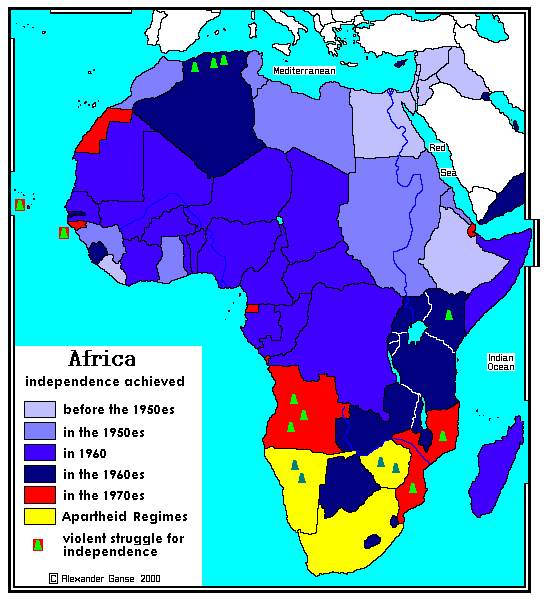 Mediterranean
Red
Sea
Indian
Ocean
Africa
independence achieved
before the 1950es
in the 1950es
in 1960
in the 1960es
in the 1970es
Apartheid Regimes
violent struggle for
independence
© Alexander Ganse 2000